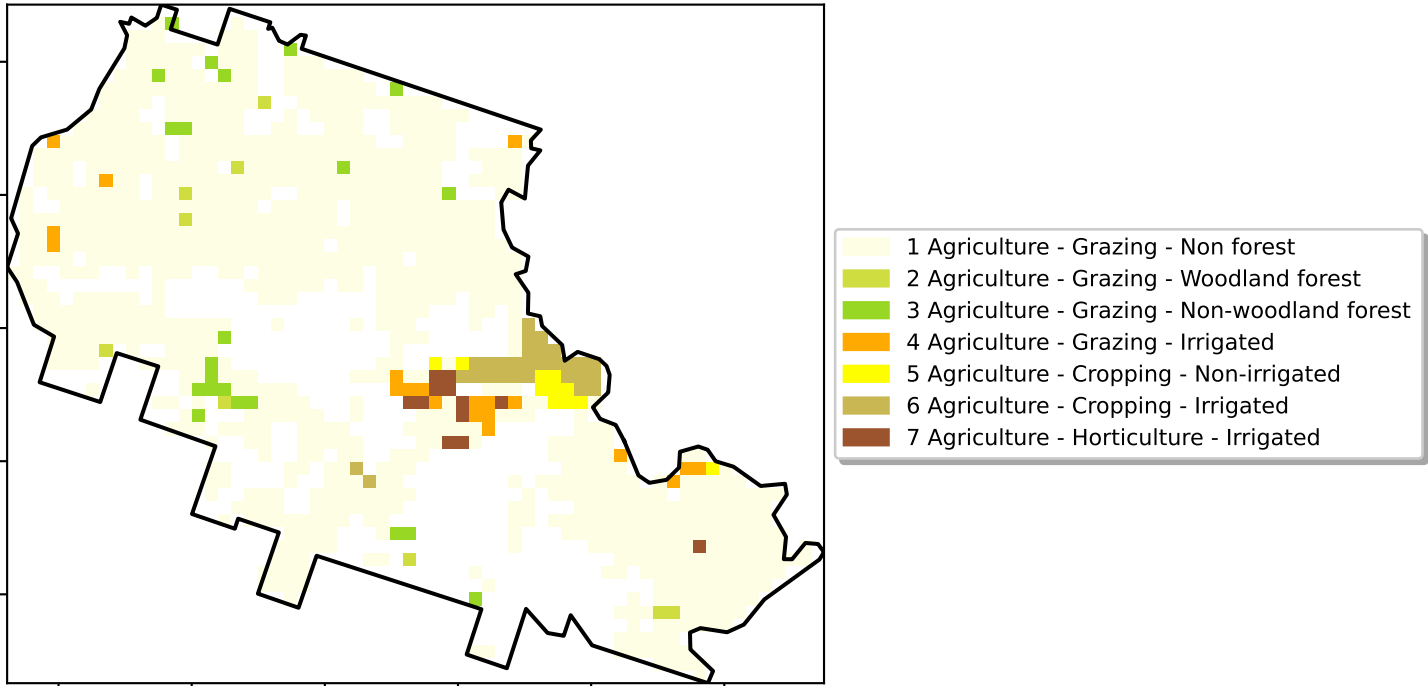 1 Agriculture - Grazing - Non forest
2 Agriculture - Grazing - Woodland forest
3 Agriculture - Grazing - Non-woodland forest
4 Agriculture - Grazing - Irrigated
5 Agriculture - Cropping - Non-irrigated
6 Agriculture - Cropping - Irrigated
7 Agriculture - Horticulture - Irrigated